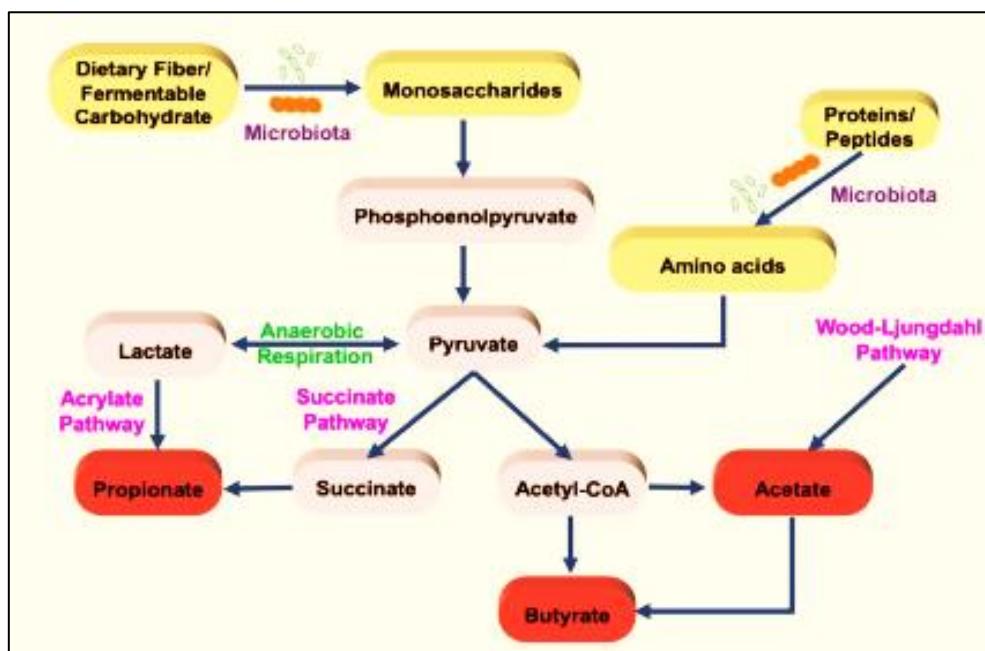 Dietary Fiber/
Fermentable
Carbohydrate
Microbiota
Monosaccharides
Proteins/
Peptides
Microbiota
Phosphoenolpyruvate
Amino acids
Lactate
Anaerobic
Respiration
Pyruvate
Wood-Ljungdahl
Pathway
Acrylate
Pathway
Succinate
Pathway
Propionate
Succinate
Acetyl-CoA
Acetate
Butyrate